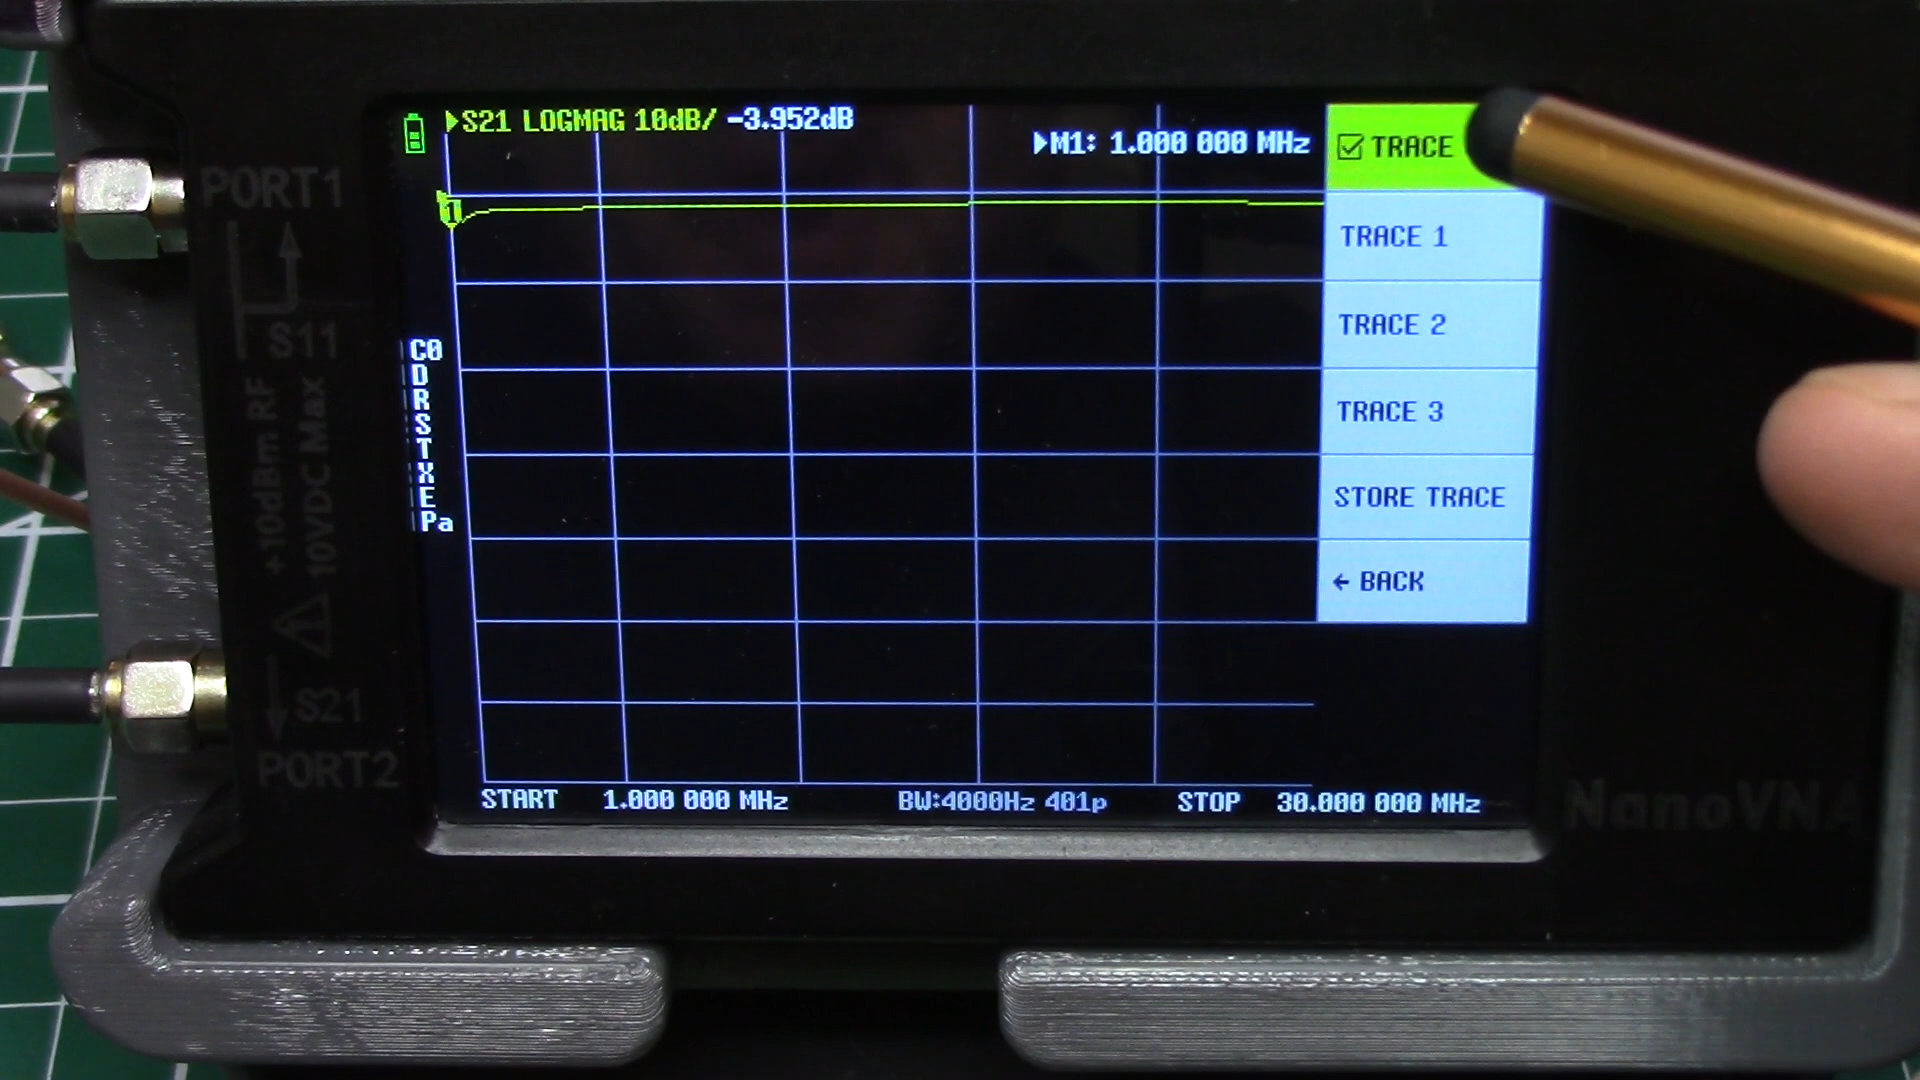 S21 LOGMAG 10dB/ -3.952dB
M1: 1.000 000 MHz
TRACE
TRACE 1
TRACE 2
TRACE 3
STORE TRACE
← BACK
1
C0
D
R
S
T
X
E
Pa
START 1.000 000 MHz BW:4000Hz 401p STOP 30.000 000 MHz
PORT1
S11
+10dBm RF
10VDC Max
S21
PORT2
NanoVNA